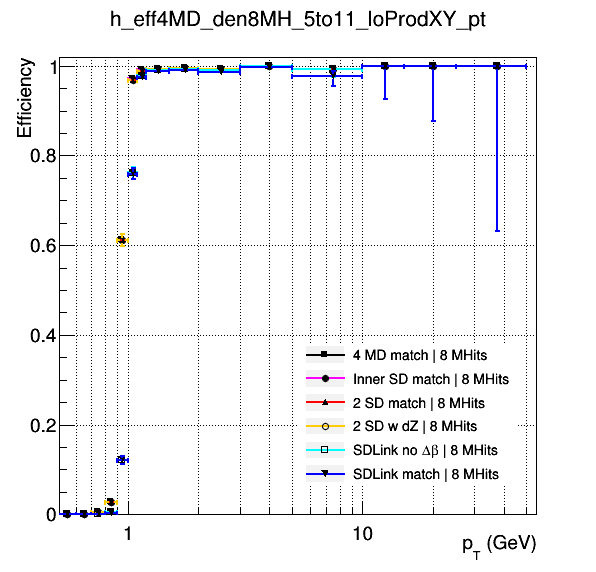 h_eff4MD_den8MH_5to11_loProdXY_pt
Efficiency
1
0.8
0.6
0.4
0.2
0
4 MD match | 8 MHits
Inner SD match | 8 MHits
2 SD match | 8 MHits
2 SD w dZ | 8 MHits
SDLink no Δβ | 8 MHits
SDLink match | 8 MHits
1
10
p_T (GeV)